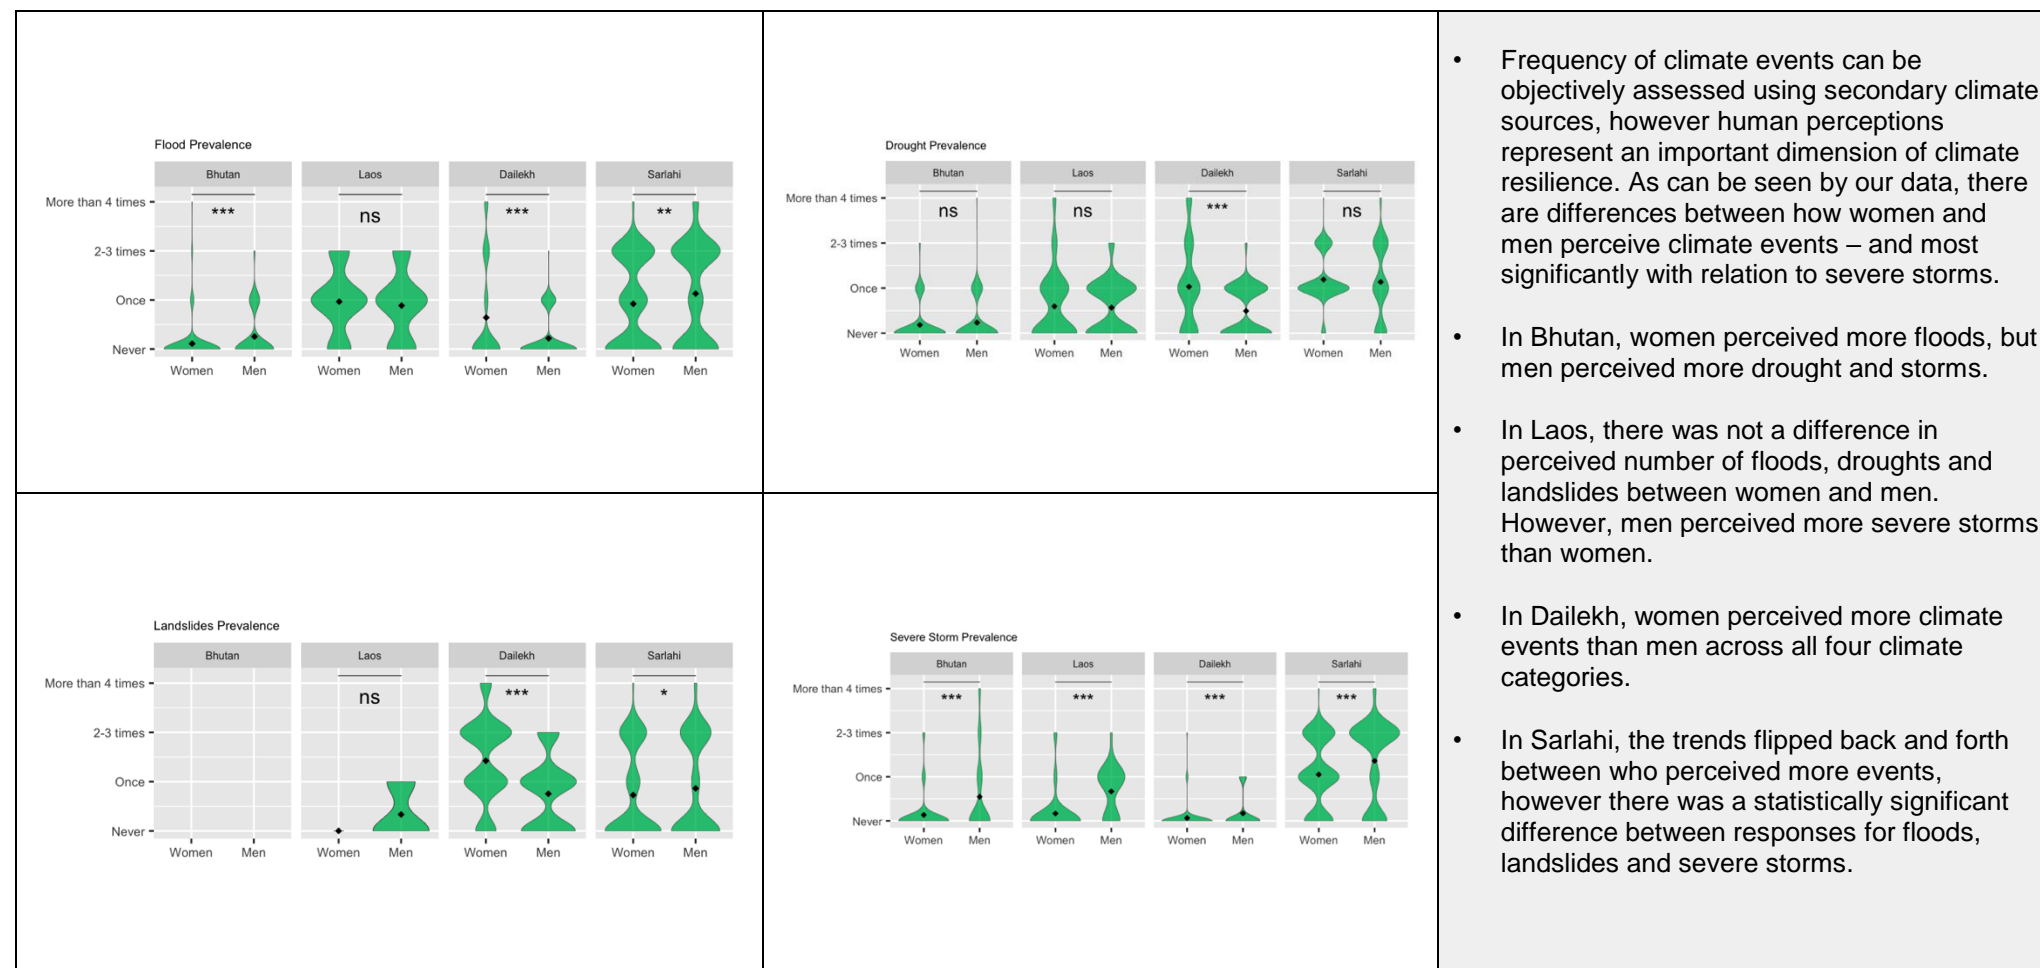 Flood Prevalence
Bhutan
Laos
Dailekh
Sarlahi
More than 4 times
2-3 times
Once
Never
***
ns
***
**
Women
Men
Women
Men
Women
Men
Women
Men
Drought Prevalence
Bhutan
Laos
Dailekh
Sarlahi
More than 4 times
2-3 times
Once
Never
ns
ns
***
ns
Women
Men
Women
Men
Women
Men
Women
Men
Landslides Prevalence
Bhutan
Laos
Dailekh
Sarlahi
More than 4 times
2-3 times
Once
Never
ns
***
*
Women
Men
Women
Men
Women
Men
Women
Men
Severe Storm Prevalence
Bhutan
Laos
Dailekh
Sarlahi
More than 4 times
2-3 times
Once
Never
***
***
***
***
Women
Men
Women
Men
Women
Men
Women
Men
• Frequency of climate events can be
objectively assessed using secondary climate
sources, however human perceptions
represent an important dimension of climate
resilience. As can be seen by our data, there
are differences between how women and
men perceive climate events – and most
significantly with relation to severe storms.
• In Bhutan, women perceived more floods, but
men perceived more drought and storms.
• In Laos, there was not a difference in
perceived number of floods, droughts and
landslides between women and men.
However, men perceived more severe storms
than women.
• In Dailekh, women perceived more climate
events than men across all four climate
categories.
• In Sarlahi, the trends flipped back and forth
between who perceived more events,
however there was a statistically significant
difference between responses for floods,
landslides and severe storms.